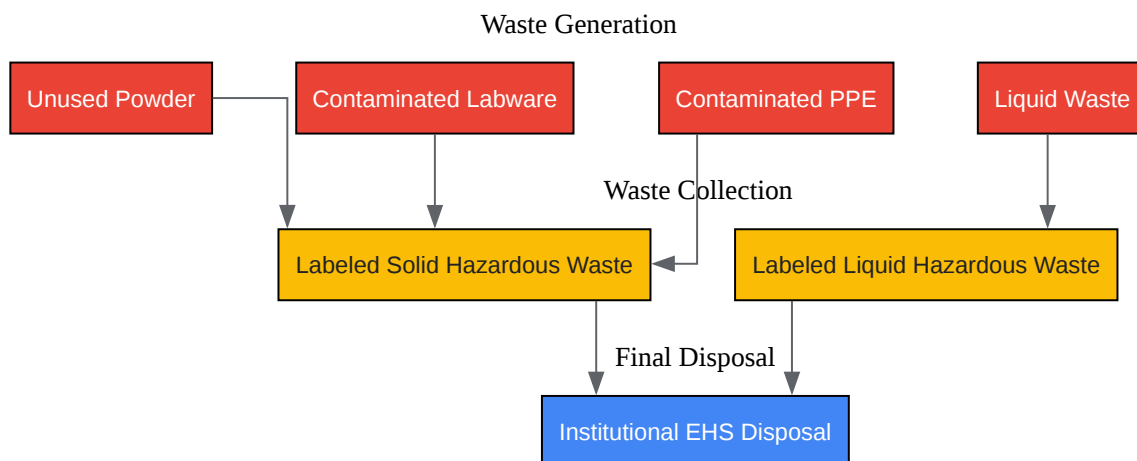 Waste Generation
Unused Powder
Contaminated Labware
Contaminated PPE
Liquid Waste
Waste Collection
Labeled Solid Hazardous Waste
Labeled Liquid Hazardous Waste
Final Disposal
Institutional EHS Disposal